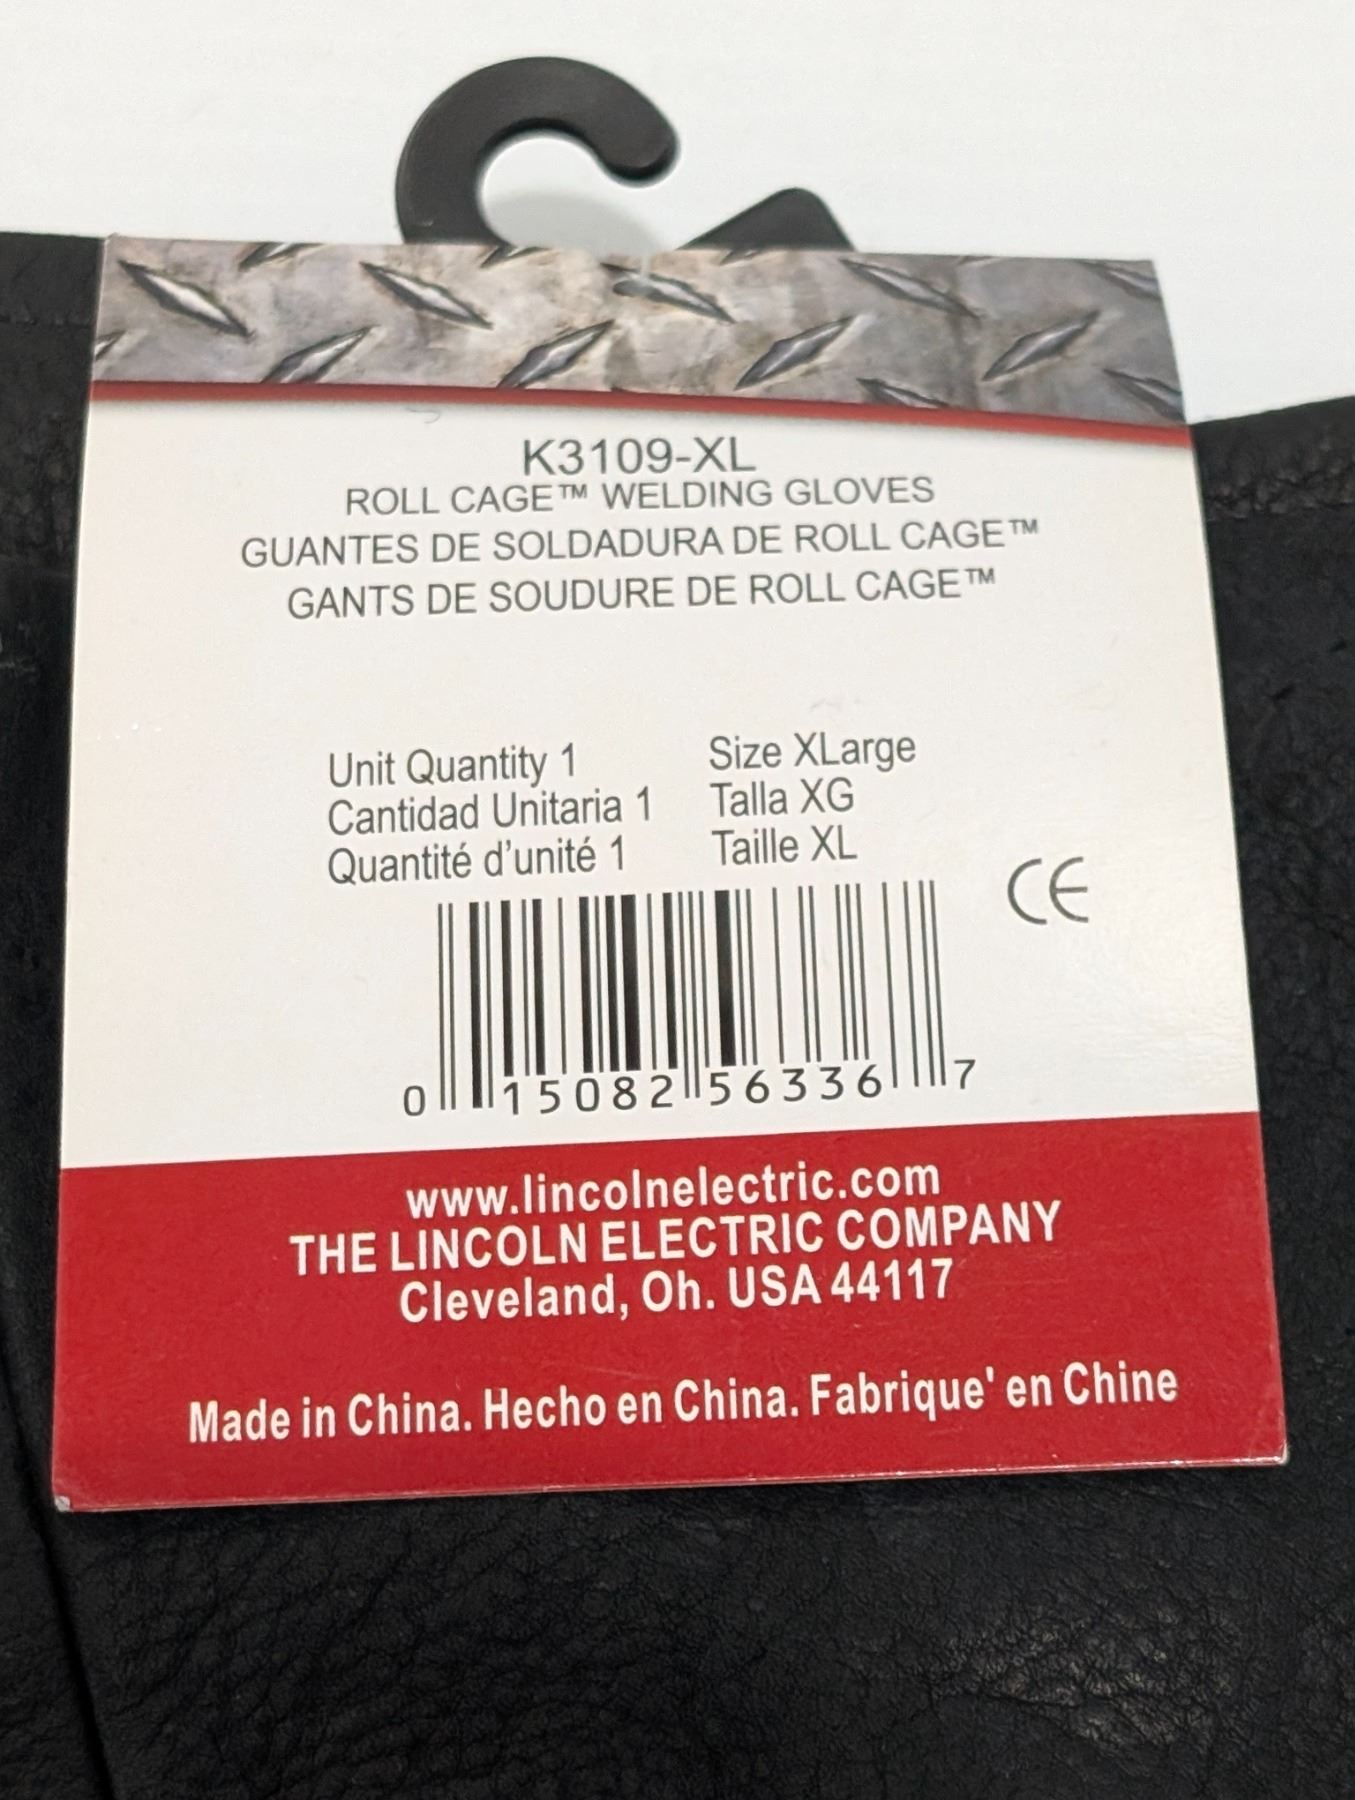 K3109-XL
ROLL CAGE™ WELDING GLOVES
GUANTES DE SOLDADURA DE ROLL CAGE™
GANTS DE SOUDURE DE ROLL CAGE™
Unit Quantity 1
Cantidad Unitaria 1
Quantité d'unité 1
Size XLarge
Talla XG
Taille XL
CE
0 15082 56336 7
www.lincolnelectric.com
THE LINCOLN ELECTRIC COMPANY
Cleveland, Oh. USA 44117
Made in China. Hecho en China. Fabrique' en Chine